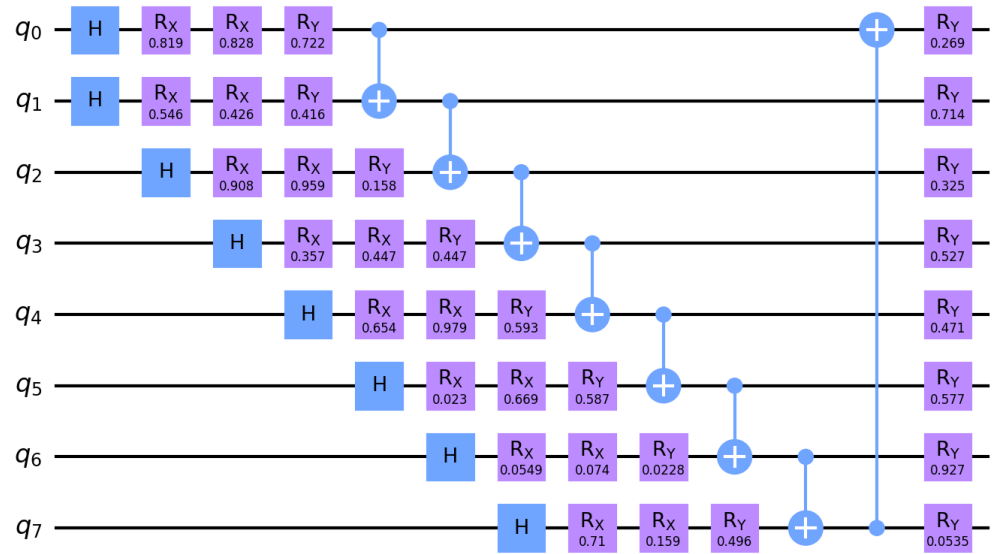 q0 H RX RX RY RY
0.819 0.828 0.722 0.269
q1 H RX RX RY RY
0.546 0.426 0.416 0.714
q2 H RX RX RY RY
0.908 0.959 0.158 0.325
q3 H RX RX RY RY
0.357 0.447 0.447 0.527
q4 H RX RX RY RY
0.654 0.979 0.593 0.471
q5 H RX RX RY RY
0.023 0.669 0.587 0.577
q6 H RX RX RY RY
0.0549 0.074 0.0228 0.927
q7 H RX RX RY RY
0.71 0.159 0.496 0.0535